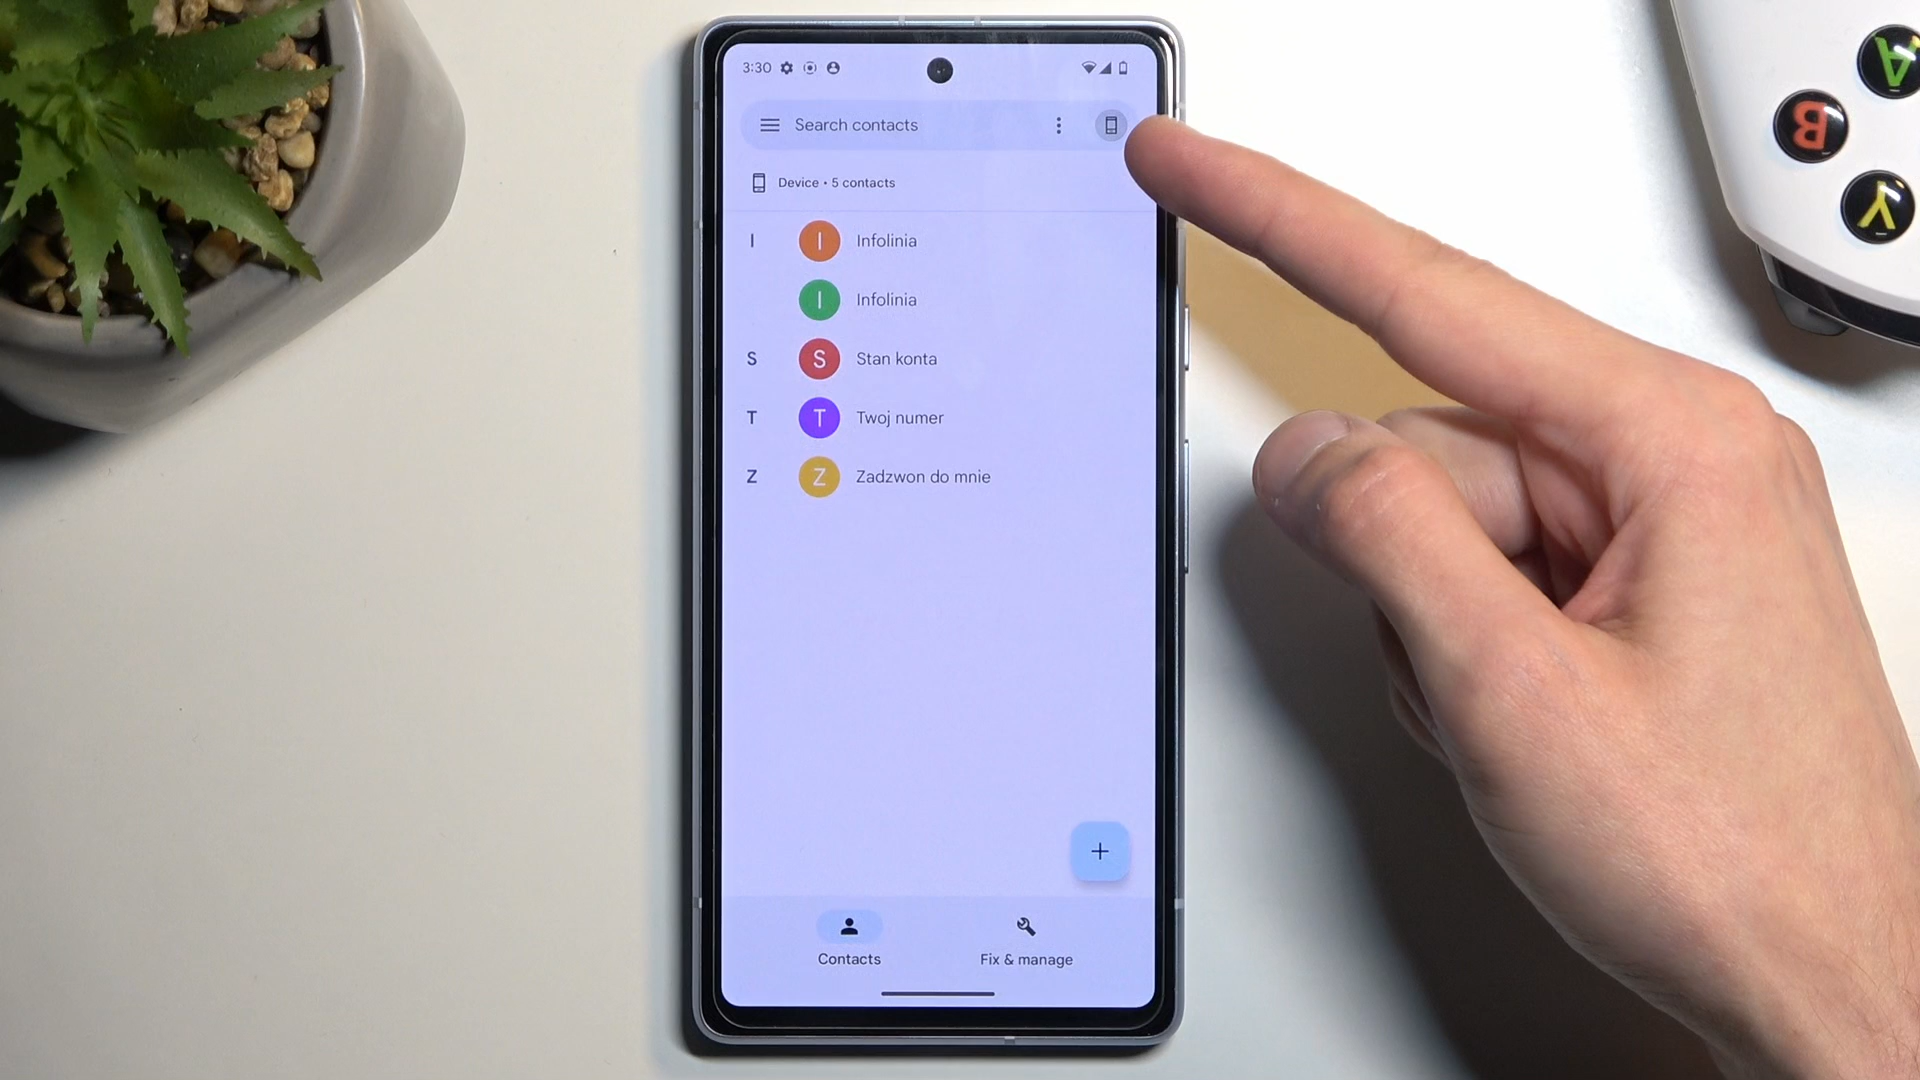 3:30
Search contacts
Device • 5 contacts
I I Infolinia
I Infolinia
S S Stan konta
T T Twoj numer
Z Z Zadzwon do mnie
+
Contacts Fix & manage
A
B
Y